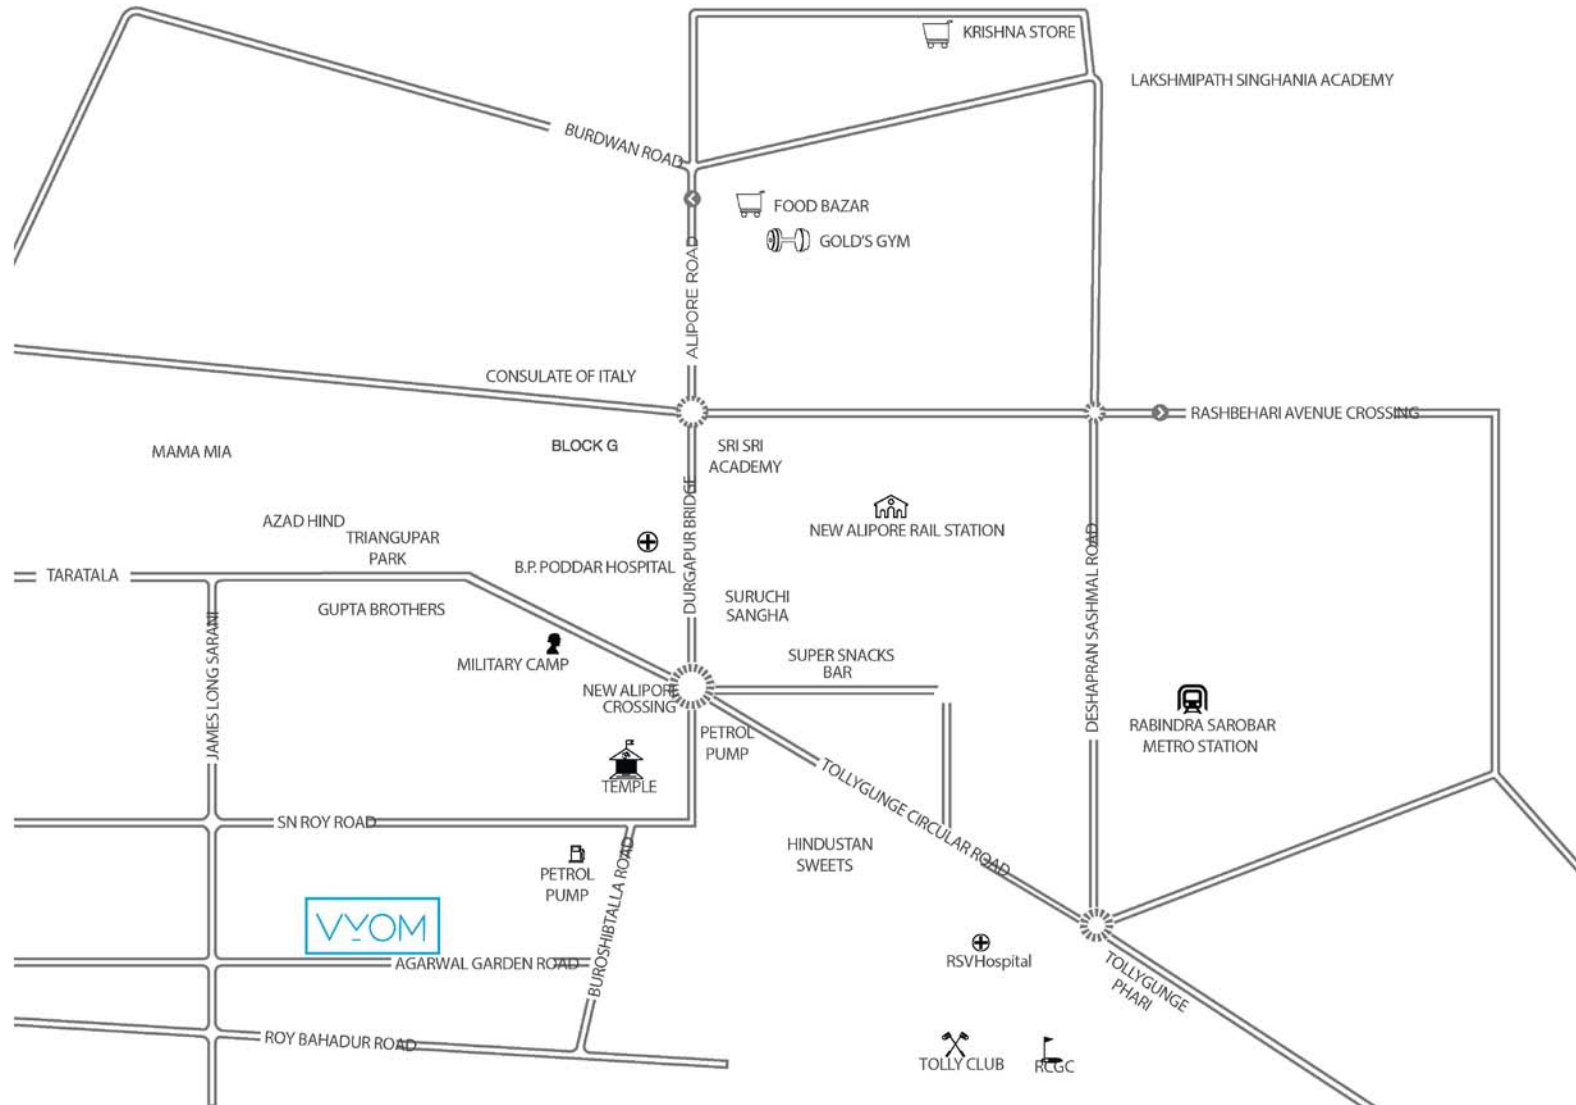 KRISHNA STORE
LAKSHMIPATH SINGHANIA ACADEMY
BURDWAN ROAD
FOOD BAZAR
GOLD'S GYM
ALIPORE ROAD
CONSULATE OF ITALY
RASHBEHARI AVENUE CROSSING
MAMA MIA
BLOCK G
SRI SRI
ACADEMY
AZAD HIND
TRIANGUPAR
PARK
NEW ALIPORE RAIL STATION
B.P. PODDAR HOSPITAL
DURGAPUR BRIDGE
DESHAPRAN SASHMAL ROAD
TARATALA
GUPTA BROTHERS
SURUCHI
SANGHA
JAMES LONG SARANI
MILITARY CAMP
SUPER SNACKS
BAR
NEW ALIPORE
CROSSING
RABINDRA SAROBAR
METRO STATION
PETROL
PUMP
TEMPLE
TOLLYGUNGE CIRCULAR ROAD
SN ROY ROAD
HINDUSTAN
SWEETS
PETROL
PUMP
BUROSHIBTALLA ROAD
VYOM
AGARWAL GARDEN ROAD
RSVHospital
TOLLYGUNGE
PHARI
ROY BAHADUR ROAD
TOLLY CLUB
RCGC